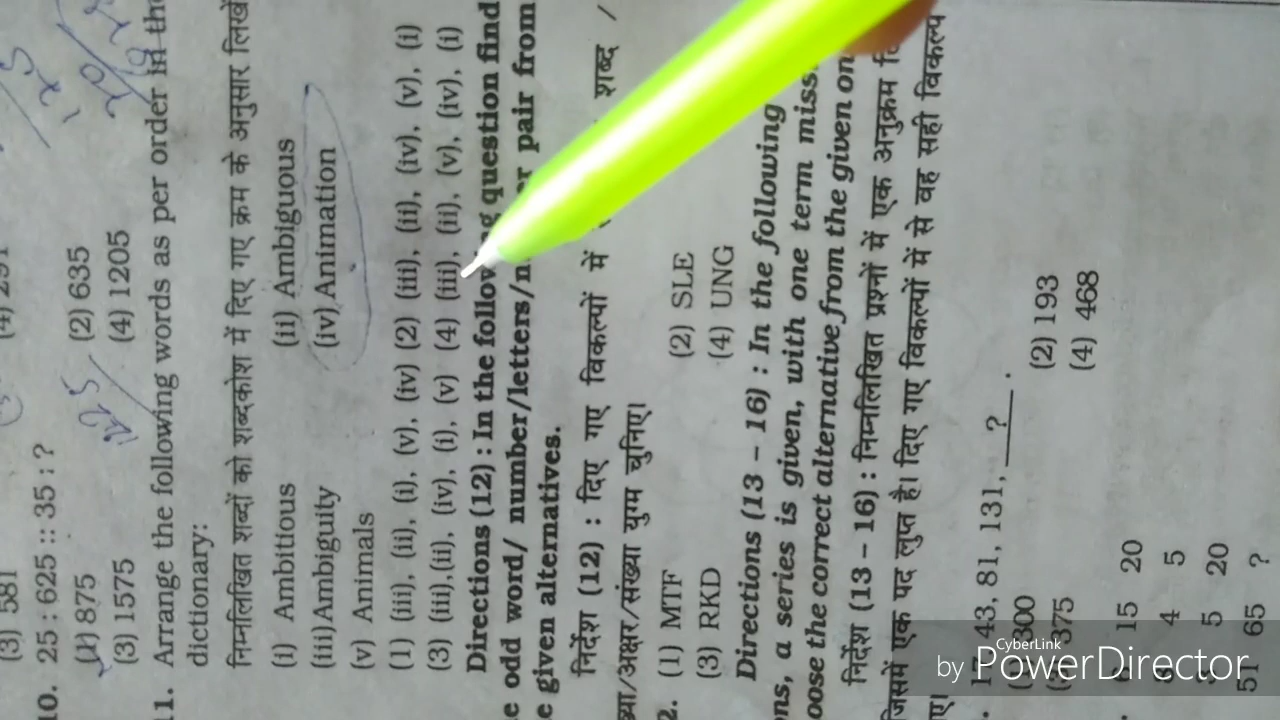 (3) 581
10. 25 : 625 :: 35 : ?
(1) 875 (2) 635
(3) 1575 (4) 1205
11. Arrange the following words as per order in the
dictionary:
निम्नलिखित शब्दों को शब्दकोश में दिए गए क्रम के अनुसार लिखें
(i) Ambitious (ii) Ambiguous
(iii) Ambiguity (iv) Animation
(v) Animals
(1) (iii), (ii), (i), (v), (iv) (2) (iii), (ii), (iv), (v), (i)
(3) (iii),(ii), (iv), (i), (v) (4) (iii), (ii), (v), (iv), (i)
Directions (12) : In the following question find
odd word/ number/letters/ pair from
given alternatives.
निर्देश (12) : दिए गए विकल्पों में शब्द /
अक्षर/संख्या युग्म चुनिए।
(1) MTF (2) SLE
(3) RKD (4) UNG
Directions (13 – 16) : In the following
a series is given, with one term
the correct alternative from the given
निर्देश (13 – 16) : निम्नलिखित प्रश्नों में एक अनुक्रम
जिसमें एक पद लुप्त है। दिए गए विकल्पों में से वह सही विकल्प
43, 81, 131, ? .
(2) 193
(4) 468
15 20
4 5
5 20
51 65 ?
CyberLink
by PowerDirector